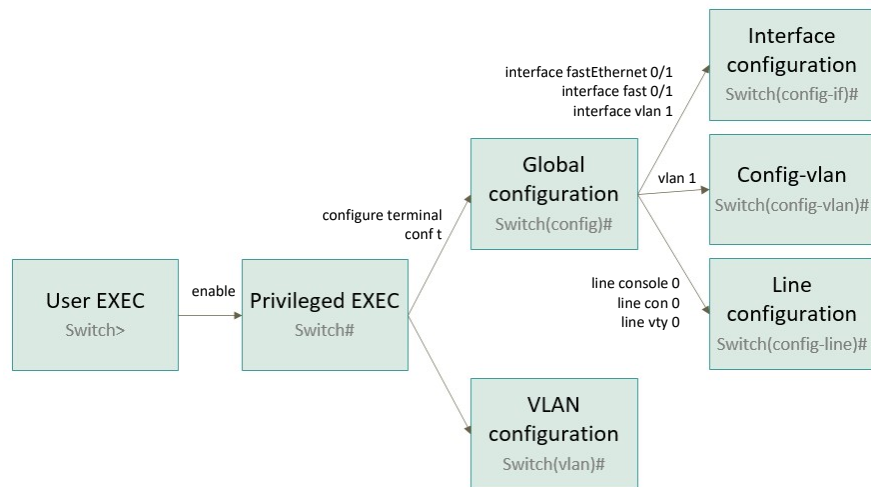 User EXEC
Switch>
enable
Privileged EXEC
Switch#
configure terminal
conf t
Global
configuration
Switch(config)#
interface fastEthernet 0/1
interface fast 0/1
interface vlan 1
Interface
configuration
Switch(config-if)#
vlan 1
Config-vlan
Switch(config-vlan)#
line console 0
line con 0
line vty 0
Line
configuration
Switch(config-line)#
VLAN
configuration
Switch(vlan)#